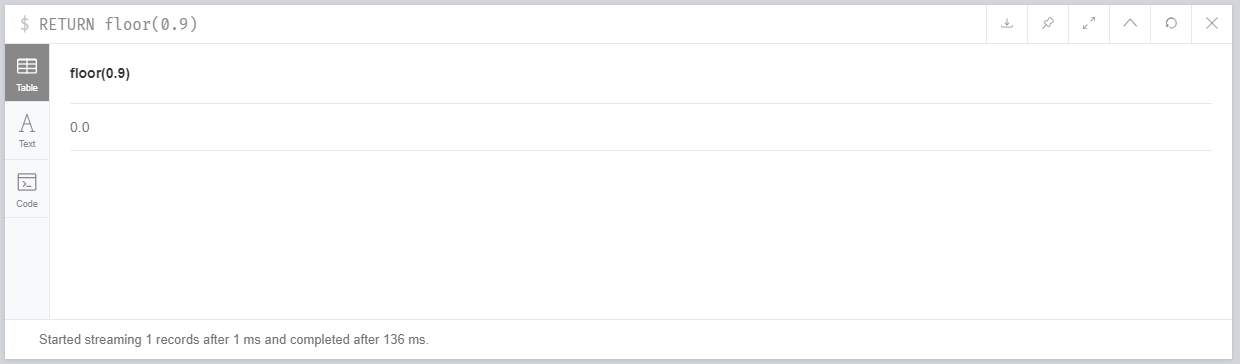 $ RETURN floor(0.9)
Table
floor(0.9)
0.0
Text
Code
Started streaming 1 records after 1 ms and completed after 136 ms.